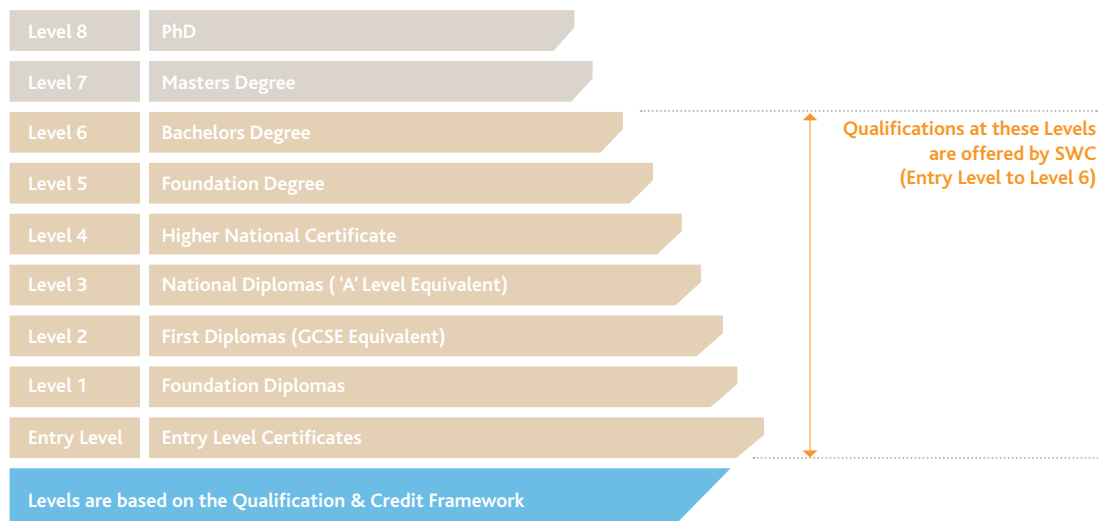 Level 8 PhD
Level 7 Masters Degree
Level 6 Bachelors Degree
Qualifications at these Levels
are offered by SWC
(Entry Level to Level 6)
Level 5 Foundation Degree
Level 4 Higher National Certificate
Level 3 National Diplomas ( 'A' Level Equivalent)
Level 2 First Diplomas (GCSE Equivalent)
Level 1 Foundation Diplomas
Entry Level Entry Level Certificates
Levels are based on the Qualification & Credit Framework